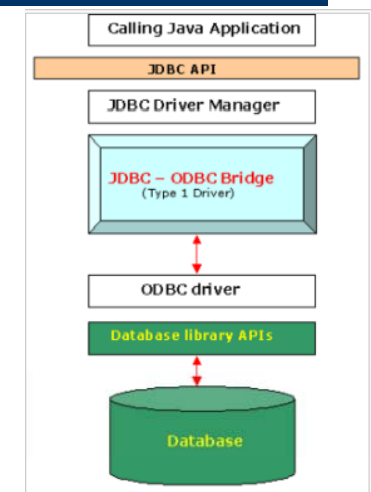 Calling Java Application
JDBC API
JDBC Driver Manager
JDBC – ODBC Bridge
(Type 1 Driver)
ODBC driver
Database library APIs
Database